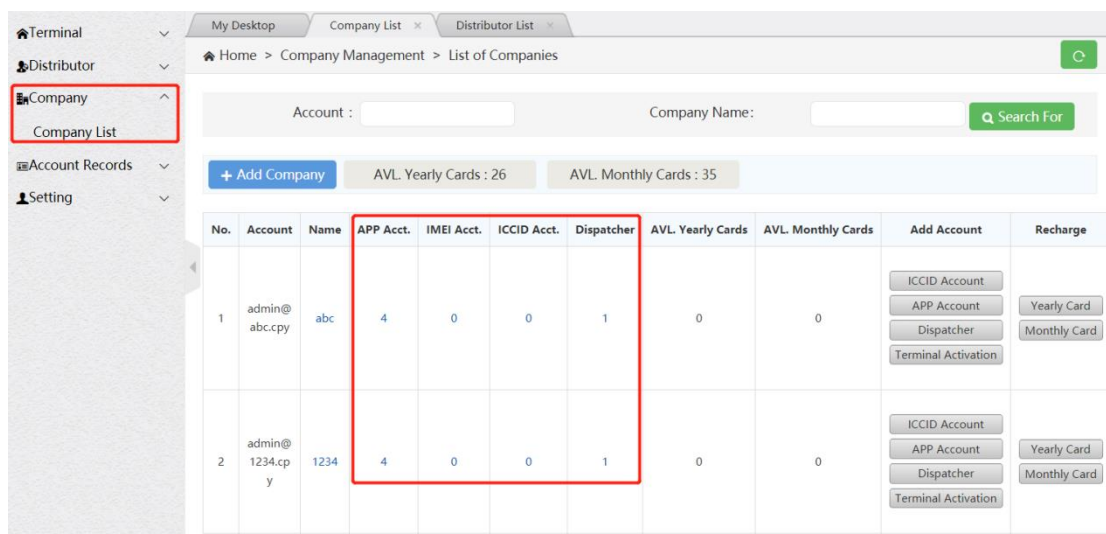 My Desktop Company List × Distributor List ×
Terminal
Distributor
Company
Company List
Account Records
Setting
Home > Company Management > List of Companies
Account : Company Name: Search For
+ Add Company AVL. Yearly Cards : 26 AVL. Monthly Cards : 35
No. Account Name APP Acct. IMEI Acct. ICCID Acct. Dispatcher AVL. Yearly Cards AVL. Monthly Cards Add Account Recharge
1 admin@
abc.cpy abc 4 0 0 1 0 0
ICCID Account
APP Account
Dispatcher
Terminal Activation
Yearly Card
Monthly Card
2 admin@
1234.cp
y 1234 4 0 0 1 0 0
ICCID Account
APP Account
Dispatcher
Terminal Activation
Yearly Card
Monthly Card